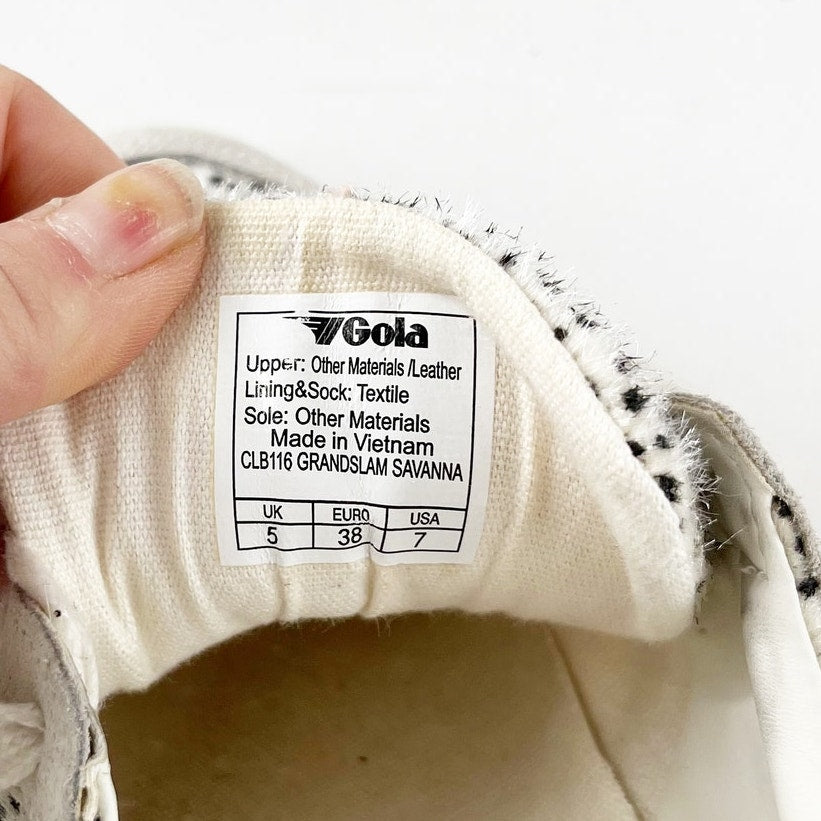 Gola
Upper: Other Materials /Leather
Lining&Sock: Textile
Sole: Other Materials
Made in Vietnam
CLB116 GRANDSLAM SAVANNA
UK EURO USA
5 38 7